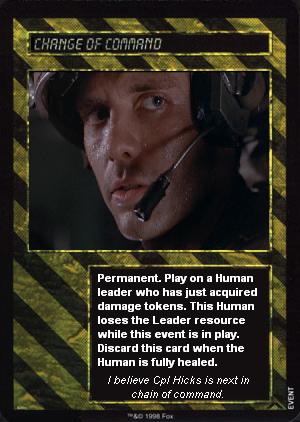 CHANGE OF COMMAND
Permanent. Play on a Human
leader who has just acquired
damage tokens. This Human
loses the Leader resource
while this event is in play.
Discard this card when the
Human is fully healed.
I believe Cpl Hicks is next in
chain of command.
EVENT
™&© 1998 Fox